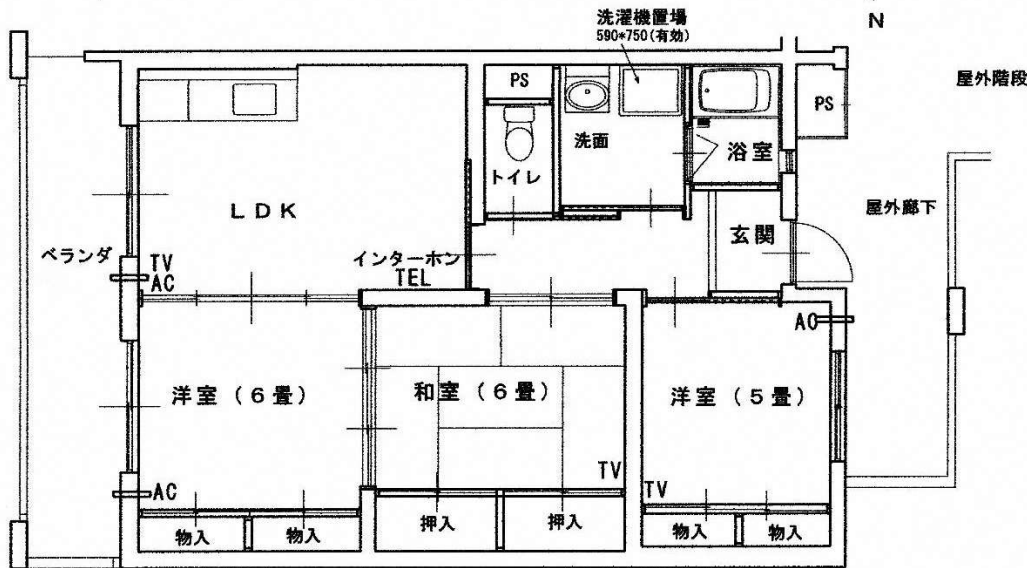 洗濯機置場
590*750(有効)
N
屋外階段
PS
PS
洗面
浴室
トイレ
LDK
屋外廊下
玄関
ベランダ
TV
AC
インターホン
TEL
AC
洋室(6畳)
和室(6畳)
洋室(5畳)
TV
TV
AC
物入
物入
押入
押入
物入
物入